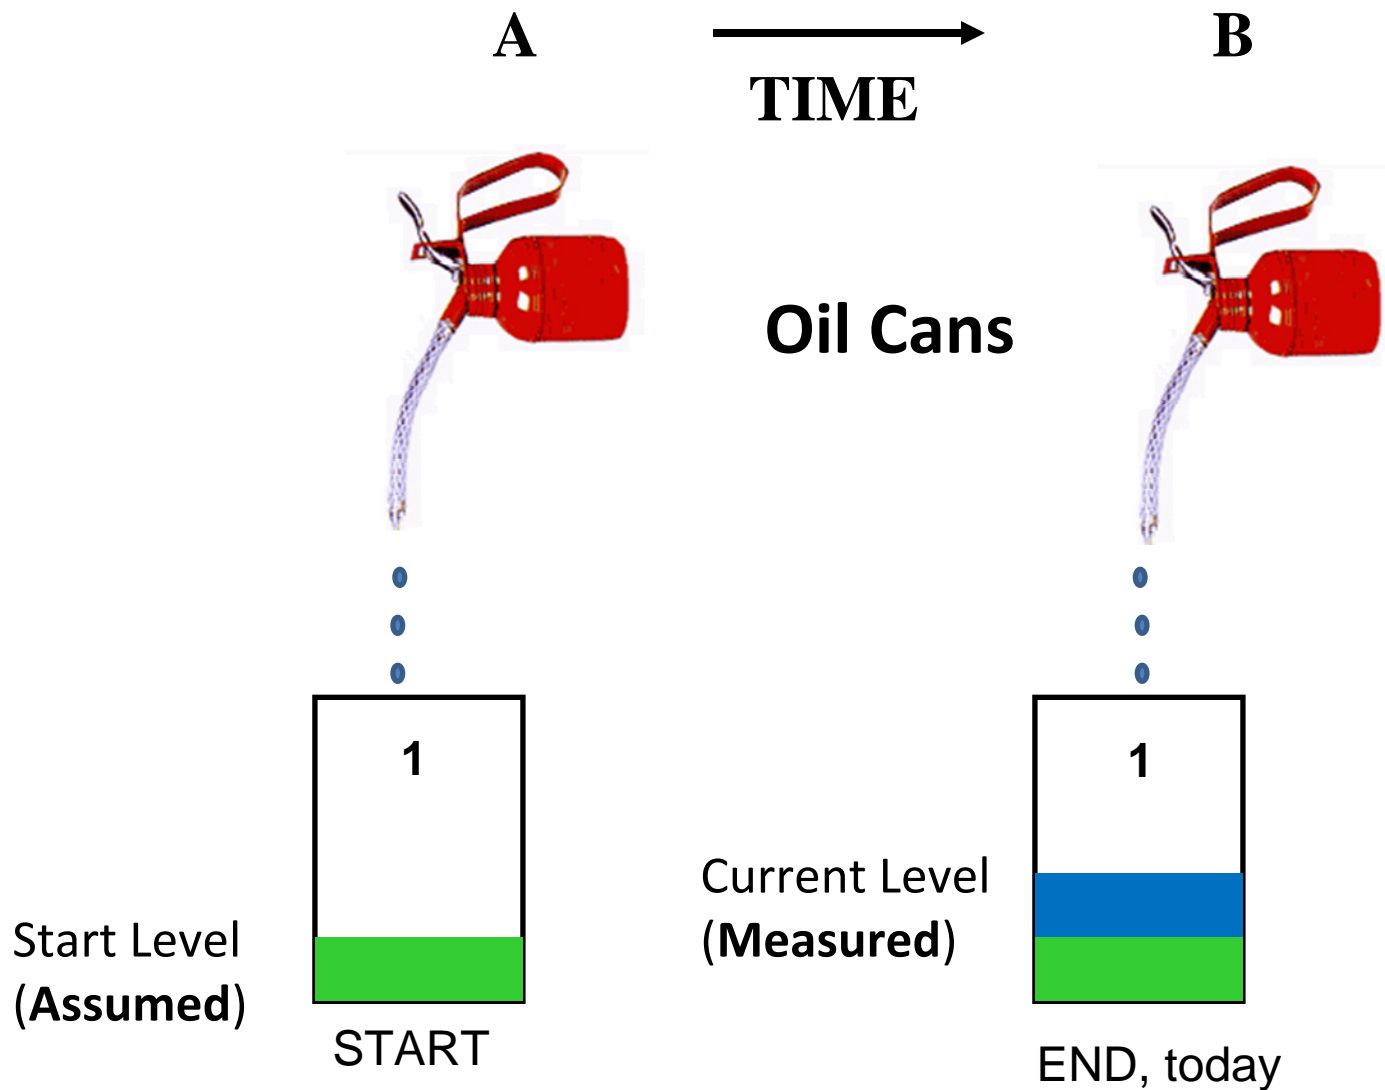 A
B
TIME
Oil Cans
1
1
Start Level
(Assumed)
Current Level
(Measured)
START
END, today